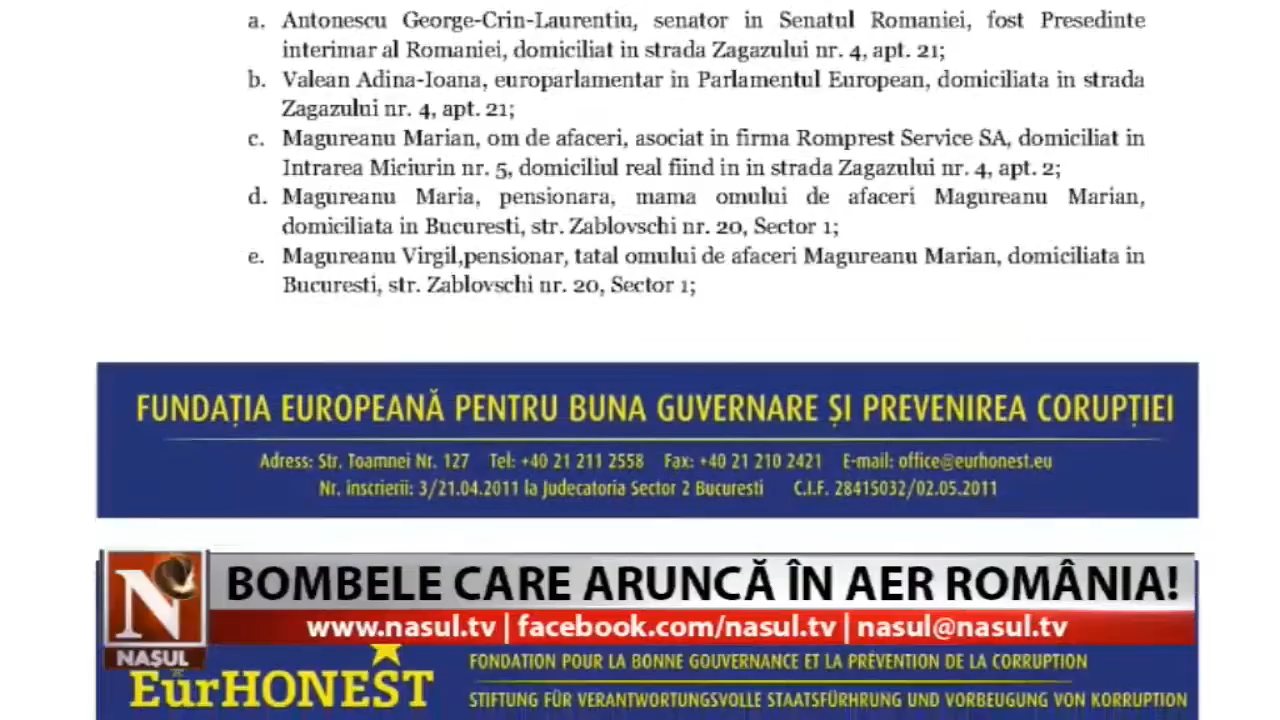 a. Antonescu George-Crin-Laurentiu, senator in Senatul Romaniei, fost Presedinte
interimar al Romaniei, domiciliat in strada Zagazului nr. 4, apt. 21;
b. Valean Adina-Ioana, europarlamentar in Parlamentul European, domiciliata in strada
Zagazului nr. 4, apt. 21;
c. Magureanu Marian, om de afaceri, asociat in firma Romprest Service SA, domiciliat in
Intrarea Miciurin nr. 5, domiciliul real fiind in in strada Zagazului nr. 4, apt. 2;
d. Magureanu Maria, pensionara, mama omului de afaceri Magureanu Marian,
domiciliata in Bucuresti, str. Zablovschi nr. 20, Sector 1;
e. Magureanu Virgil,pensionar, tatal omului de afaceri Magureanu Marian, domiciliata in
Bucuresti, str. Zablovschi nr. 20, Sector 1;
FUNDAȚIA EUROPEANĂ PENTRU BUNA GUVERNARE ȘI PREVENIREA CORUPȚIEI
Adress: Str. Toamnei Nr. 127 Tel: +40 21 211 2558 Fax: +40 21 210 2421 E-mail: office@eurhonest.eu
Nr. inscrierii: 3/21.04.2011 la Judecatoria Sector 2 Bucuresti C.I.F. 28415032/02.05.2011
BOMBELE CARE ARUNCĂ ÎN AER ROMÂNIA!
www.nasul.tv | facebook.com/nasul.tv | nasul@nasul.tv
N
NAȘUL
EurHONEST
FONDATION POUR LA BONNE GOUVERNANCE ET LA PRÉVENTION DE LA CORRUPTION
STIFTUNG FÜR VERANTWORTUNGSVOLLE STAATSFÜRHRUNG UND VORBEUGUNG VON KORRUPTION